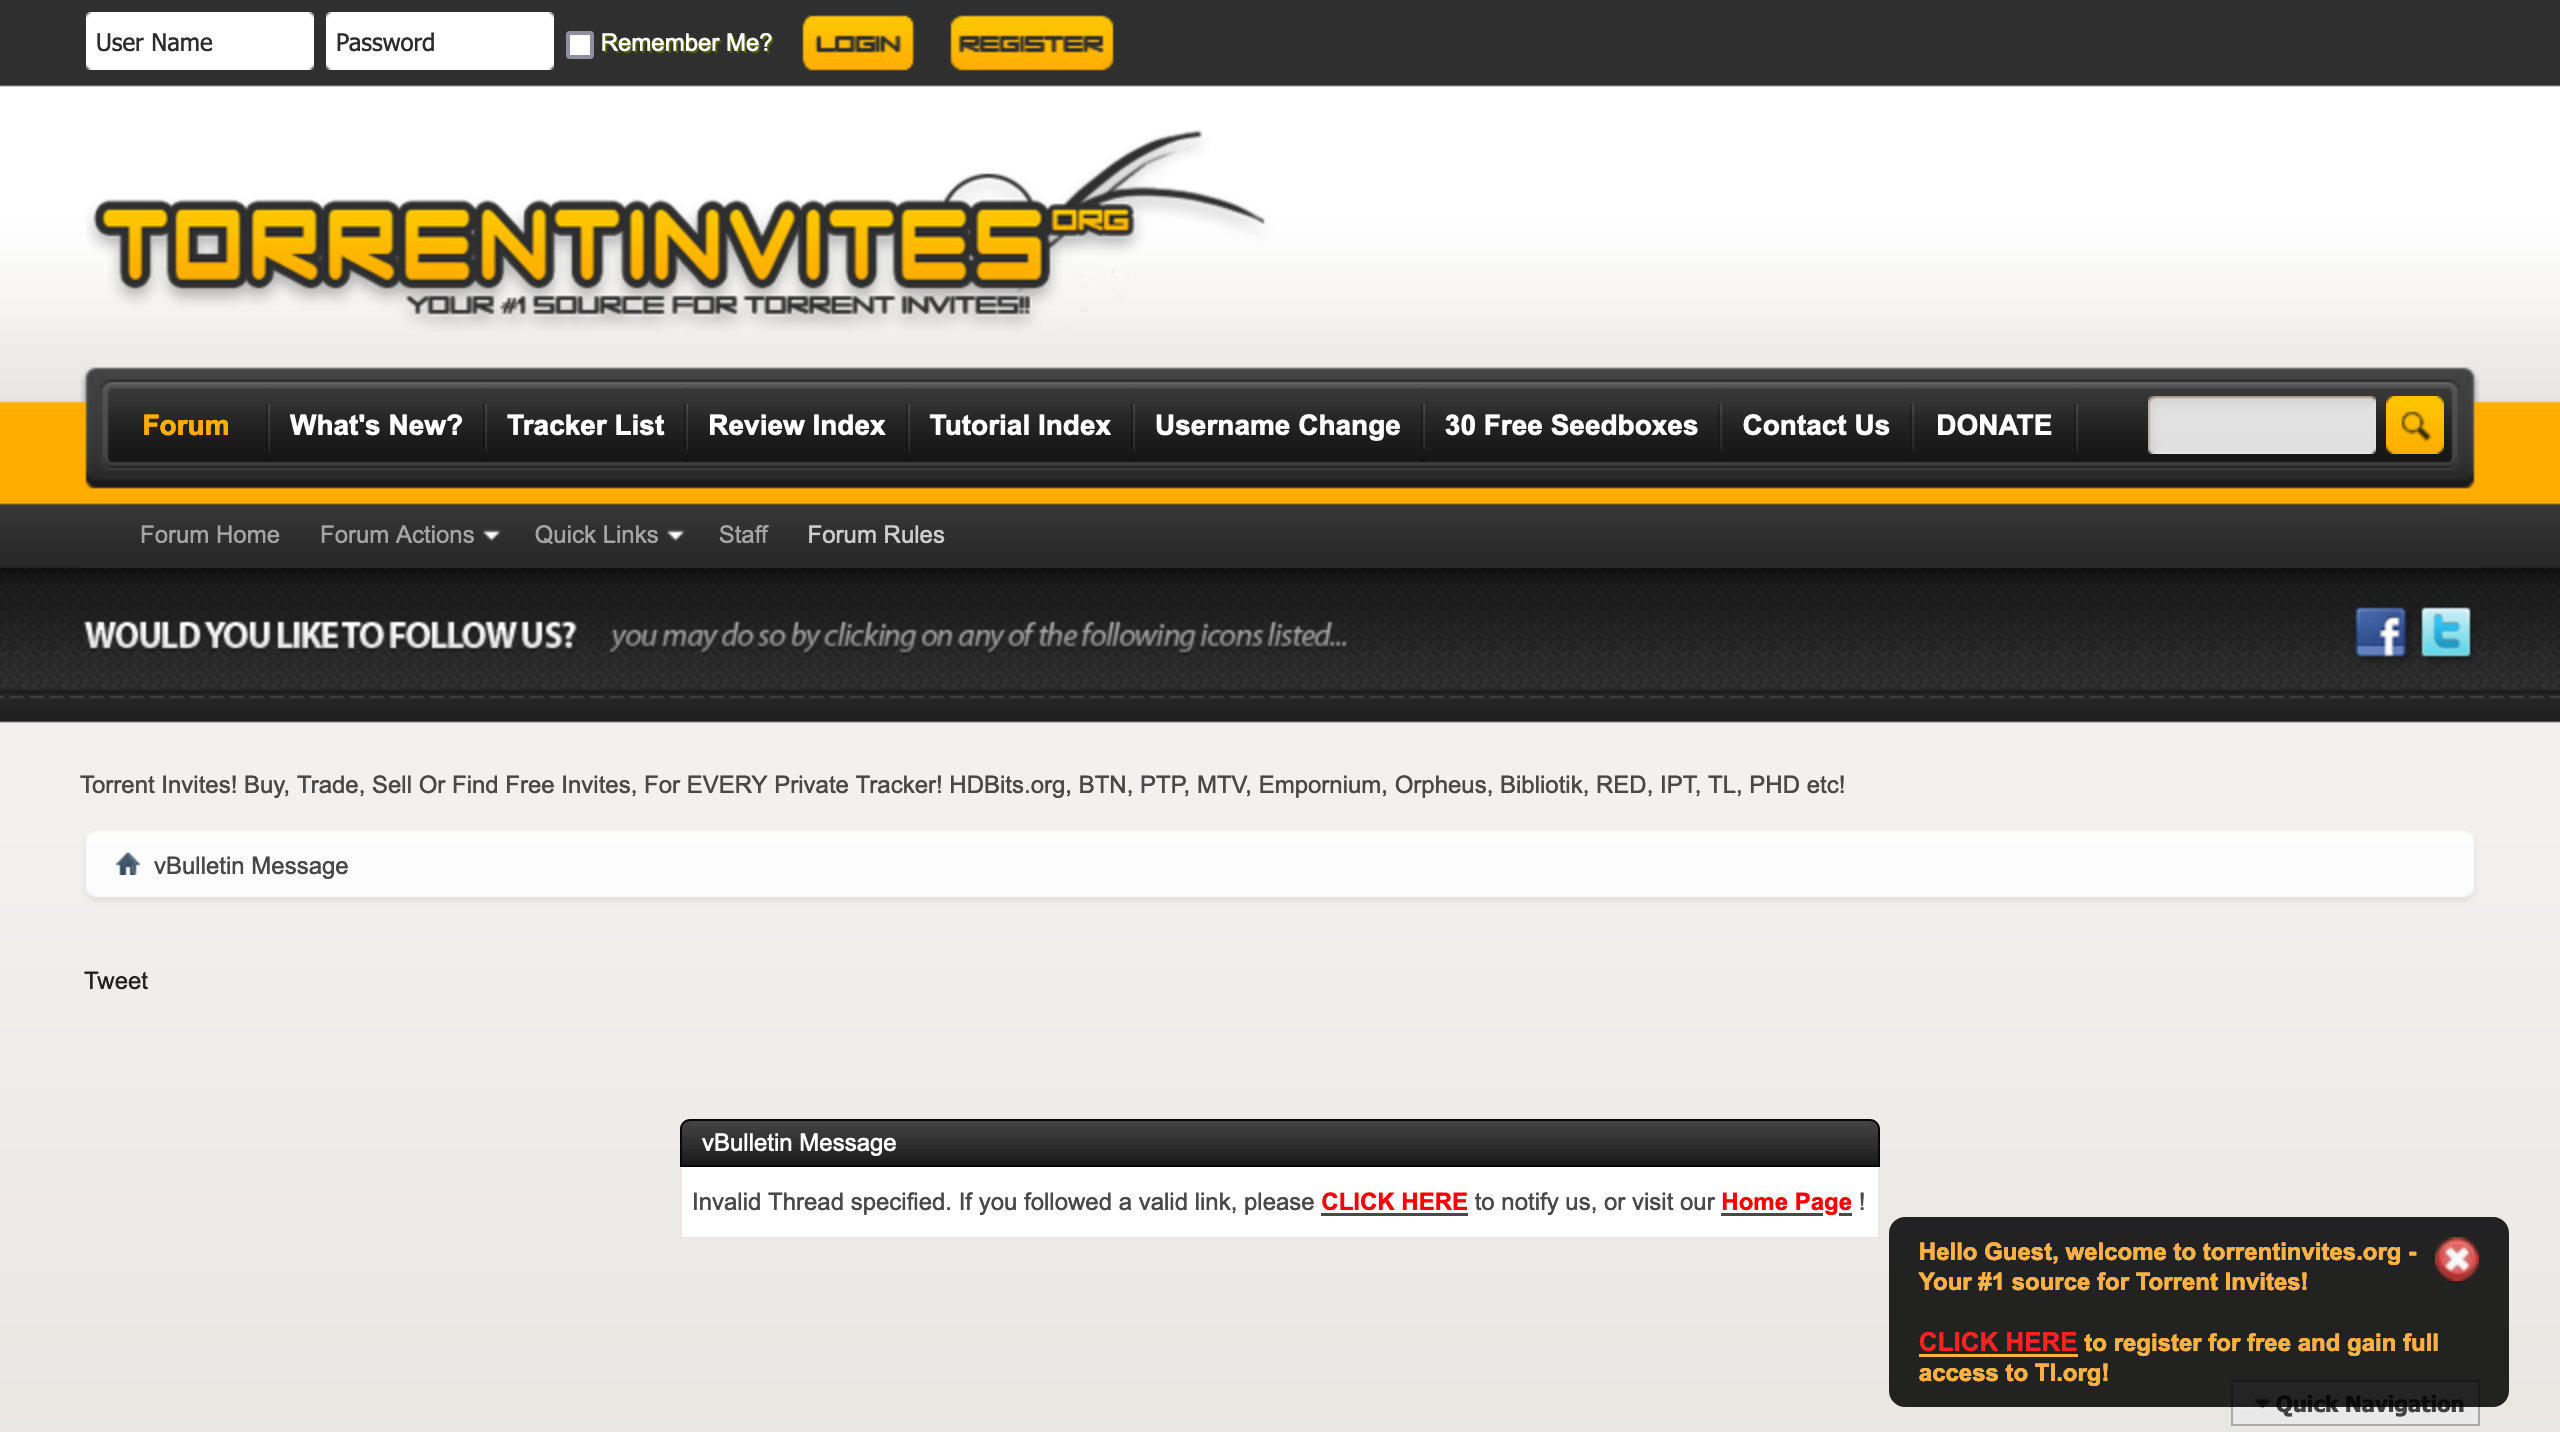 User Name Password Remember Me? LOGIN REGISTER
TORRENTINVITES ORG
YOUR #1 SOURCE FOR TORRENT INVITES!!
Forum What's New? Tracker List Review Index Tutorial Index Username Change 30 Free Seedboxes Contact Us DONATE
Forum Home Forum Actions Quick Links Staff Forum Rules
WOULD YOU LIKE TO FOLLOW US? you may do so by clicking on any of the following icons listed...
Torrent Invites! Buy, Trade, Sell Or Find Free Invites, For EVERY Private Tracker! HDBits.org, BTN, PTP, MTV, Empornium, Orpheus, Bibliotik, RED, IPT, TL, PHD etc!
vBulletin Message
Tweet
vBulletin Message
Invalid Thread specified. If you followed a valid link, please CLICK HERE to notify us, or visit our Home Page !
Hello Guest, welcome to torrentinvites.org -
Your #1 source for Torrent Invites!
CLICK HERE to register for free and gain full
access to TI.org!
Quick Navigation